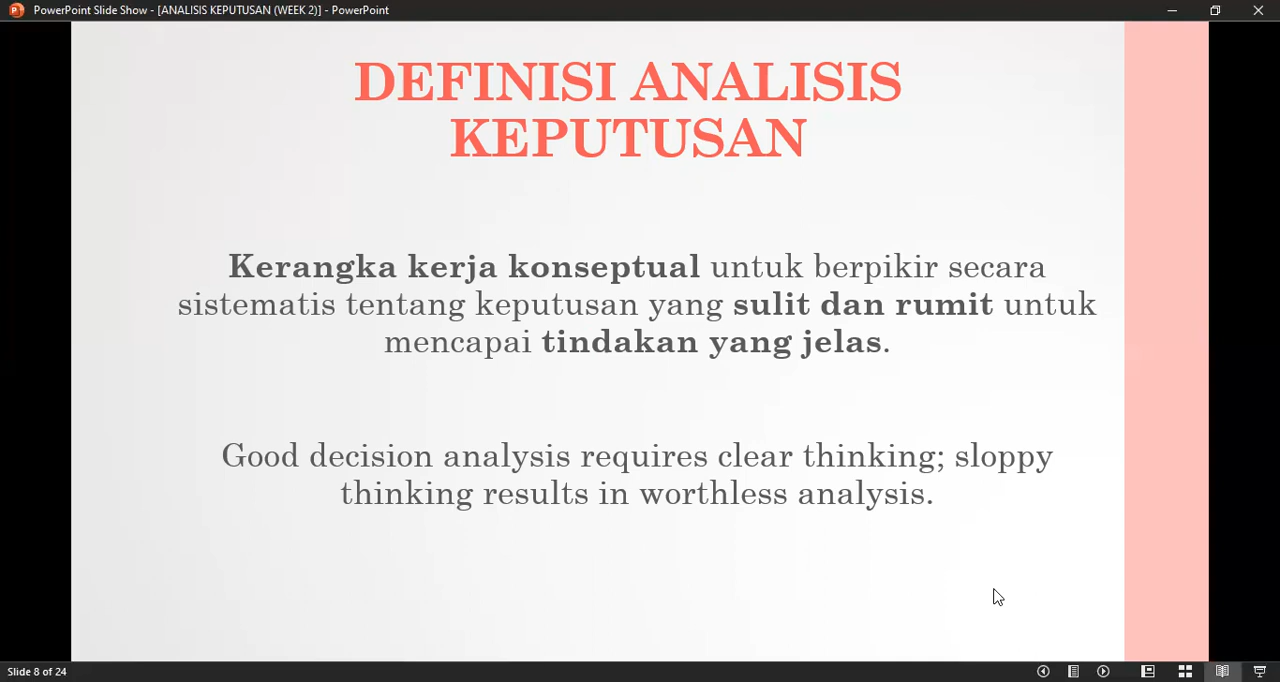 PowerPoint Slide Show - [ANALISIS KEPUTUSAN (WEEK 2)] - PowerPoint
DEFINISI ANALISIS
KEPUTUSAN
Kerangka kerja konseptual untuk berpikir secara
sistematis tentang keputusan yang sulit dan rumit untuk
mencapai tindakan yang jelas.
Good decision analysis requires clear thinking; sloppy
thinking results in worthless analysis.
Slide 8 of 24